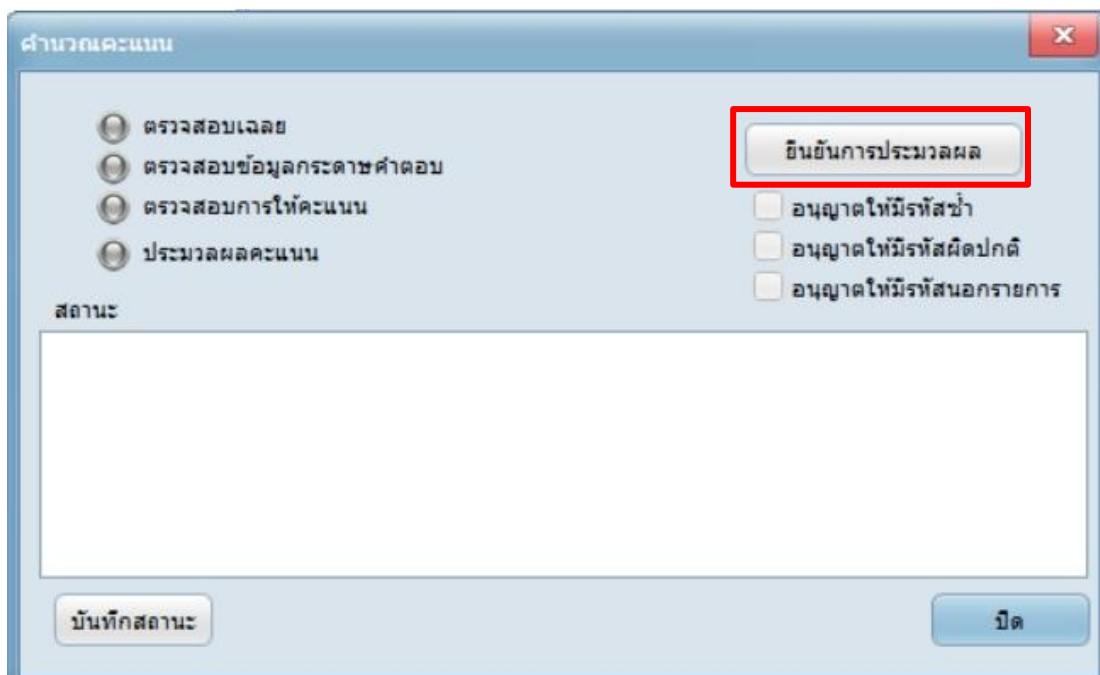 คำนวณคะแนน
ตรวจสอบเฉลย
ตรวจสอบข้อมูลกระดาษคำตอบ
ตรวจสอบการให้คะแนน
ประมวลผลคะแนน
ยืนยันการประมวลผล
อนุญาตให้มีรหัสซ้ำ
อนุญาตให้มีรหัสผิดปกติ
อนุญาตให้มีรหัสนอกรายการ
สถานะ
บันทึกสถานะ
ปิด